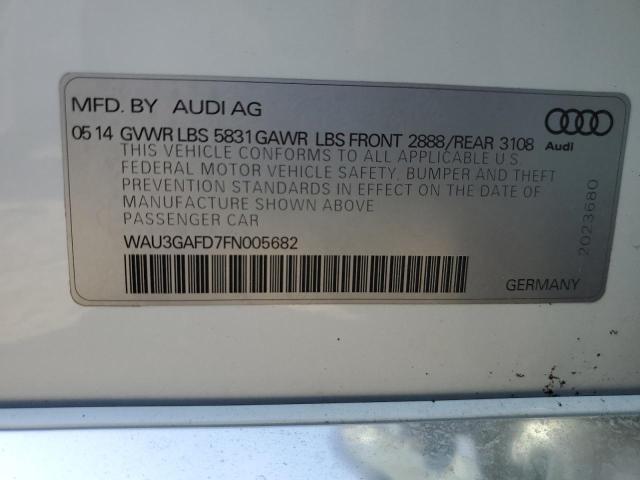 MFD. BY AUDI AG
05 14 GVWR LBS 5831 GAWR LBS FRONT 2888/REAR 3108
Audi
THIS VEHICLE CONFORMS TO ALL APPLICABLE U.S.
FEDERAL MOTOR VEHICLE SAFETY, BUMPER AND THEFT
PREVENTION STANDARDS IN EFFECT ON THE DATE OF
MANUFACTURE SHOWN ABOVE
PASSENGER CAR
WAU3GAFD7FN005682
2023680
GERMANY